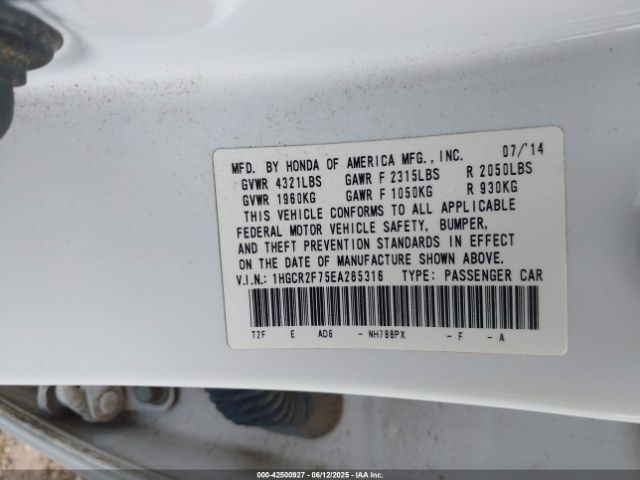 MFD. BY HONDA OF AMERICA MFG., INC. 07/'14
GVWR 4321LBS GAWR F 2315LBS R 2050LBS
GVWR 1960KG GAWR F 1050KG R 930KG
THIS VEHICLE CONFORMS TO ALL APPLICABLE
FEDERAL MOTOR VEHICLE SAFETY, BUMPER,
AND THEFT PREVENTION STANDARDS IN EFFECT
ON THE DATE OF MANUFACTURE SHOWN ABOVE.
V.I.N.: 1HGCR2F75EA285316 TYPE: PASSENGER CAR
T2F E AD6 - NH788PX - F - A
000-42500927 - 06/12/2025 - IAAI, Inc.